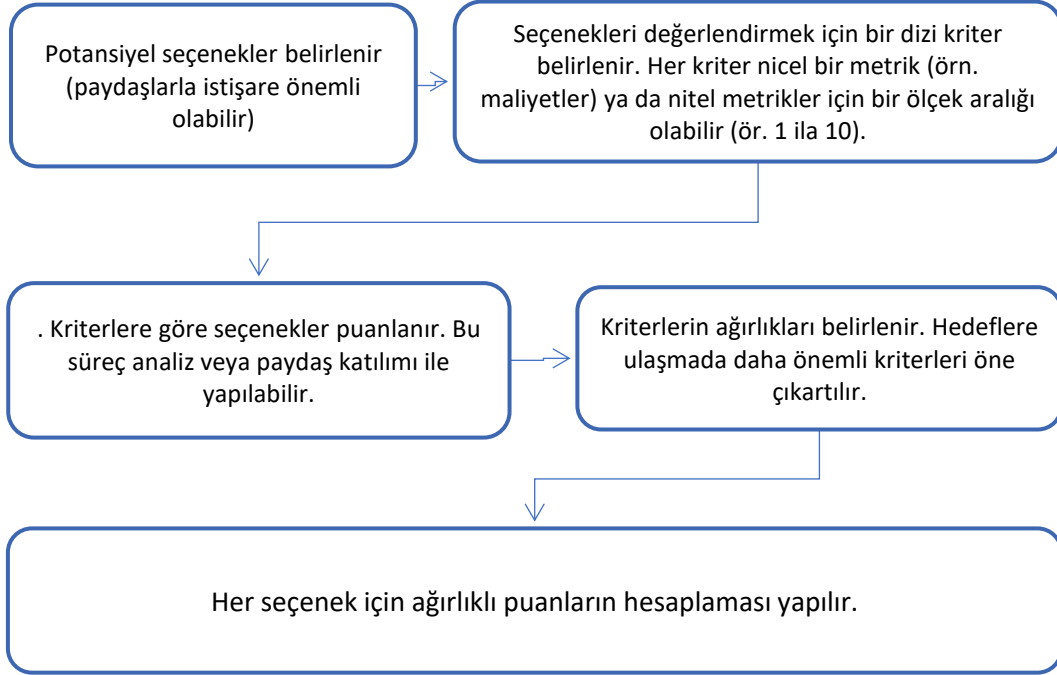 Potansiyel seçenekler belirlenir
(paydaşlarla istişare önemli
olabilir)
Seçenekleri değerlendirmek için bir dizi kriter
belirlenir. Her kriter nicel bir metrik (örn.
maliyetler) ya da nitel metrikler için bir ölçek aralığı
olabilir (ör. 1 ila 10).
. Kriterlere göre seçenekler puanlanır. Bu
süreç analiz veya paydaş katılımı ile
yapılabilir.
Kriterlerin ağırlıkları belirlenir. Hedeflere
ulaşmada daha önemli kriterleri öne
çıkartılır.
Her seçenek için ağırlıklı puanların hesaplaması yapılır.